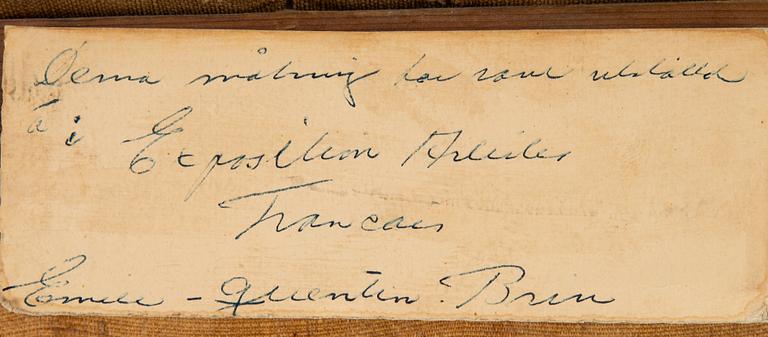 Denna målning har varit utställd
i
Exposition Artistes
Francais
Emile - Quentin - Brin